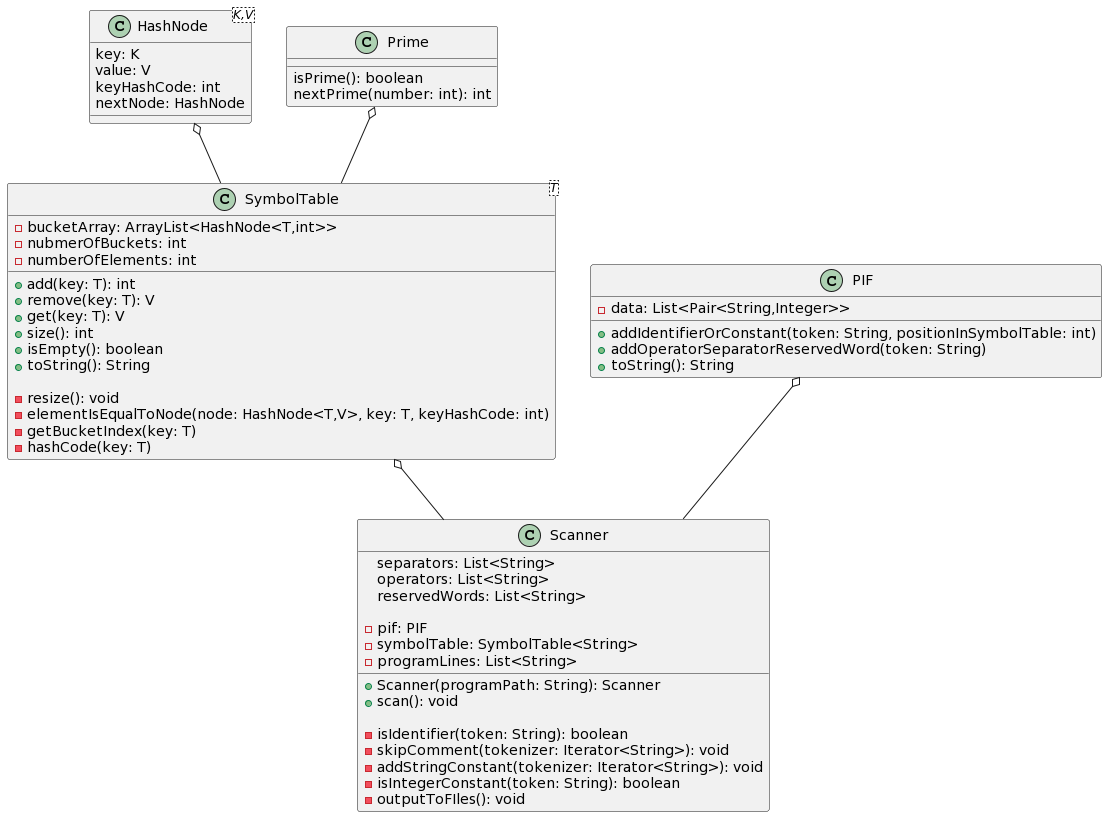 C HashNode
K,V
key: K
value: V
keyHashCode: int
nextNode: HashNode
C Prime
isPrime(): boolean
nextPrime(number: int): int
C SymbolTable
T
bucketArray: ArrayList<HashNode<T,int>>
nubmerOfBuckets: int
numberOfElements: int
add(key: T): int
remove(key: T): V
get(key: T): V
size(): int
isEmpty(): boolean
toString(): String
resize(): void
elementIsEqualToNode(node: HashNode<T,V>, key: T, keyHashCode: int)
getBucketIndex(key: T)
hashCode(key: T)
C PIF
data: List<Pair<String,Integer>>
addIdentifierOrConstant(token: String, positionInSymbolTable: int)
addOperatorSeparatorReservedWord(token: String)
toString(): String
C Scanner
separators: List<String>
operators: List<String>
reservedWords: List<String>
pif: PIF
symbolTable: SymbolTable<String>
programLines: List<String>
Scanner(programPath: String): Scanner
scan(): void
isIdentifier(token: String): boolean
skipComment(tokenizer: Iterator<String>): void
addStringConstant(tokenizer: Iterator<String>): void
isIntegerConstant(token: String): boolean
outputToFIles(): void